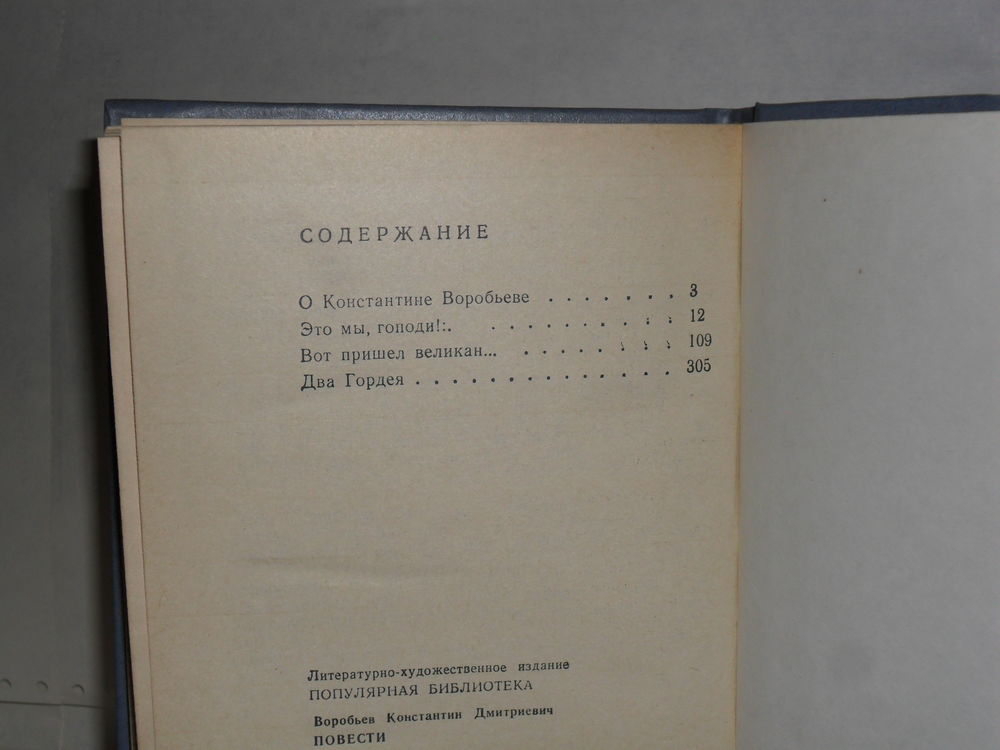 СОДЕРЖАНИЕ
О Константине Воробьеве . . . . . . . 3
Это мы, гоподи!:. . . . . . . . . . . 12
Вот пришел великан... . . . . . . . . 109
Два Гордея . . . . . . . . . . . . . . 305
Литературно-художественное издание
ПОПУЛЯРНАЯ БИБЛИОТЕКА
Воробьев Константин Дмитриевич
ПОВЕСТИ